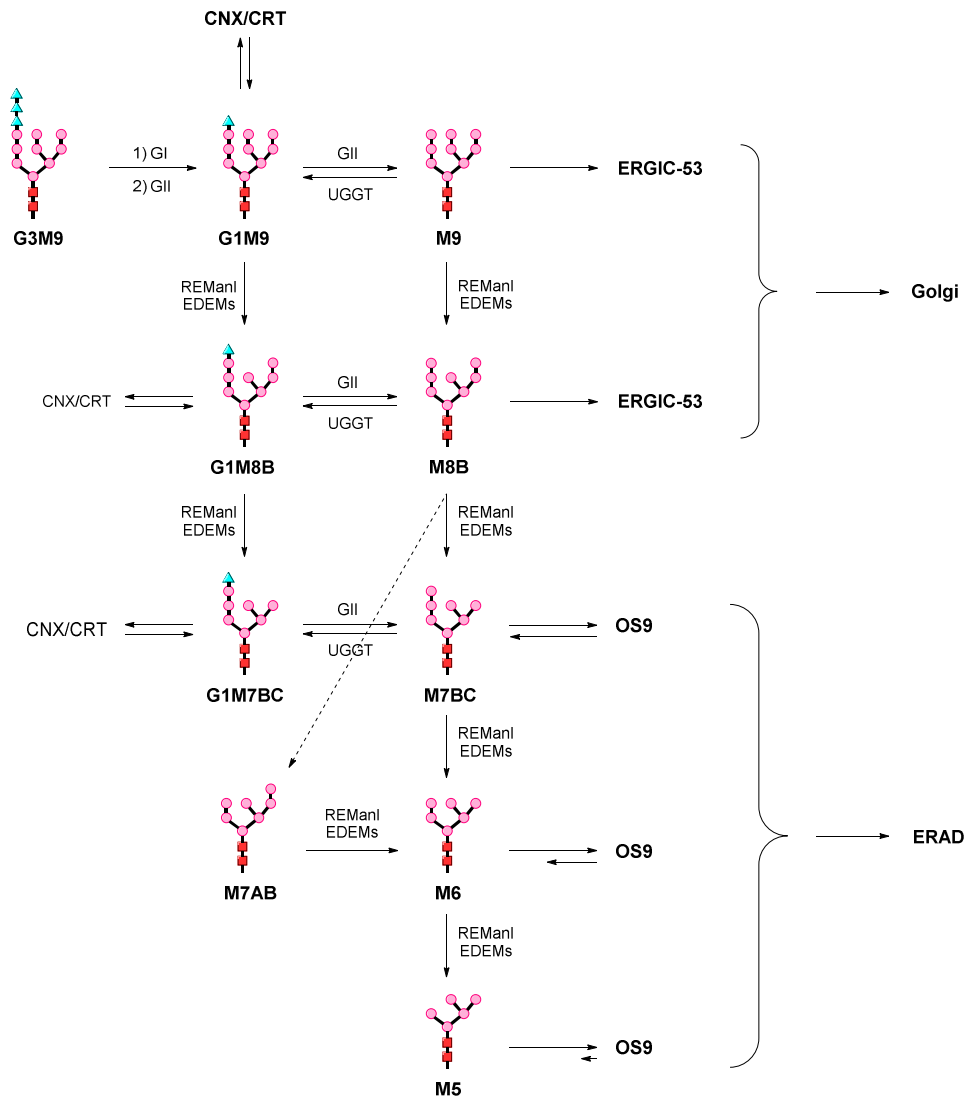 CNX/CRT
1) GI
2) GII
GII
UGGT
ERGIC-53
G3M9
G1M9
M9
REManI
EDEMs
REManI
EDEMs
Golgi
CNX/CRT
GII
UGGT
ERGIC-53
G1M8B
M8B
REManI
EDEMs
REManI
EDEMs
CNX/CRT
GII
UGGT
OS9
G1M7BC
M7BC
REManI
EDEMs
REManI
EDEMs
OS9
ERAD
M7AB
M6
REManI
EDEMs
OS9
M5